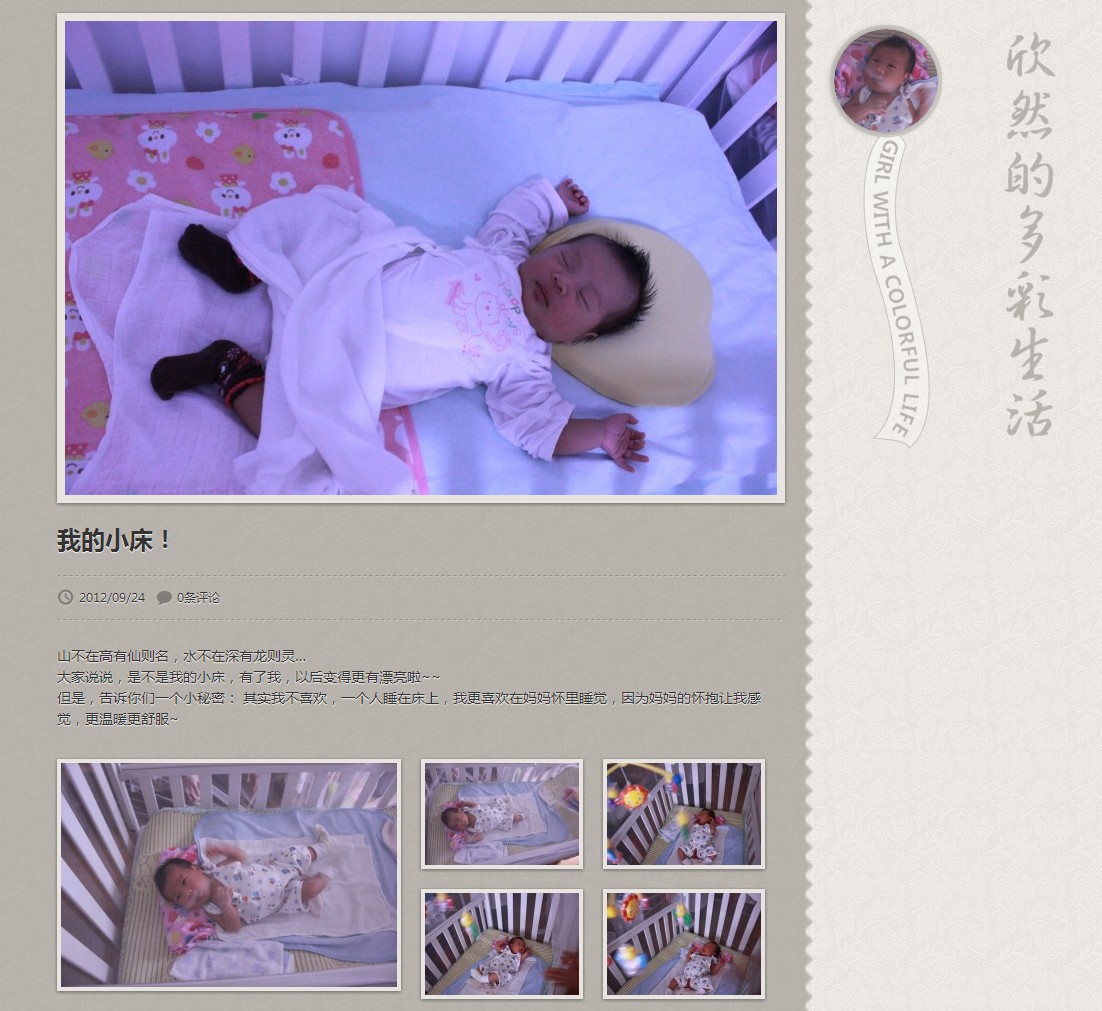 我的小床！
2012/09/24 0条评论
山不在高有仙则名，水不在深有龙则灵...
大家说说，是不是我的小床，有了我，以后变得更有漂亮啦~~
但是，告诉你们一个小秘密： 其实我不喜欢，一个人睡在床上，我更喜欢在妈妈怀里睡觉，因为妈妈的怀抱让我感
觉，更温暖更舒服~
GIRL WITH A COLORFUL LIFE
欣然的多彩生活